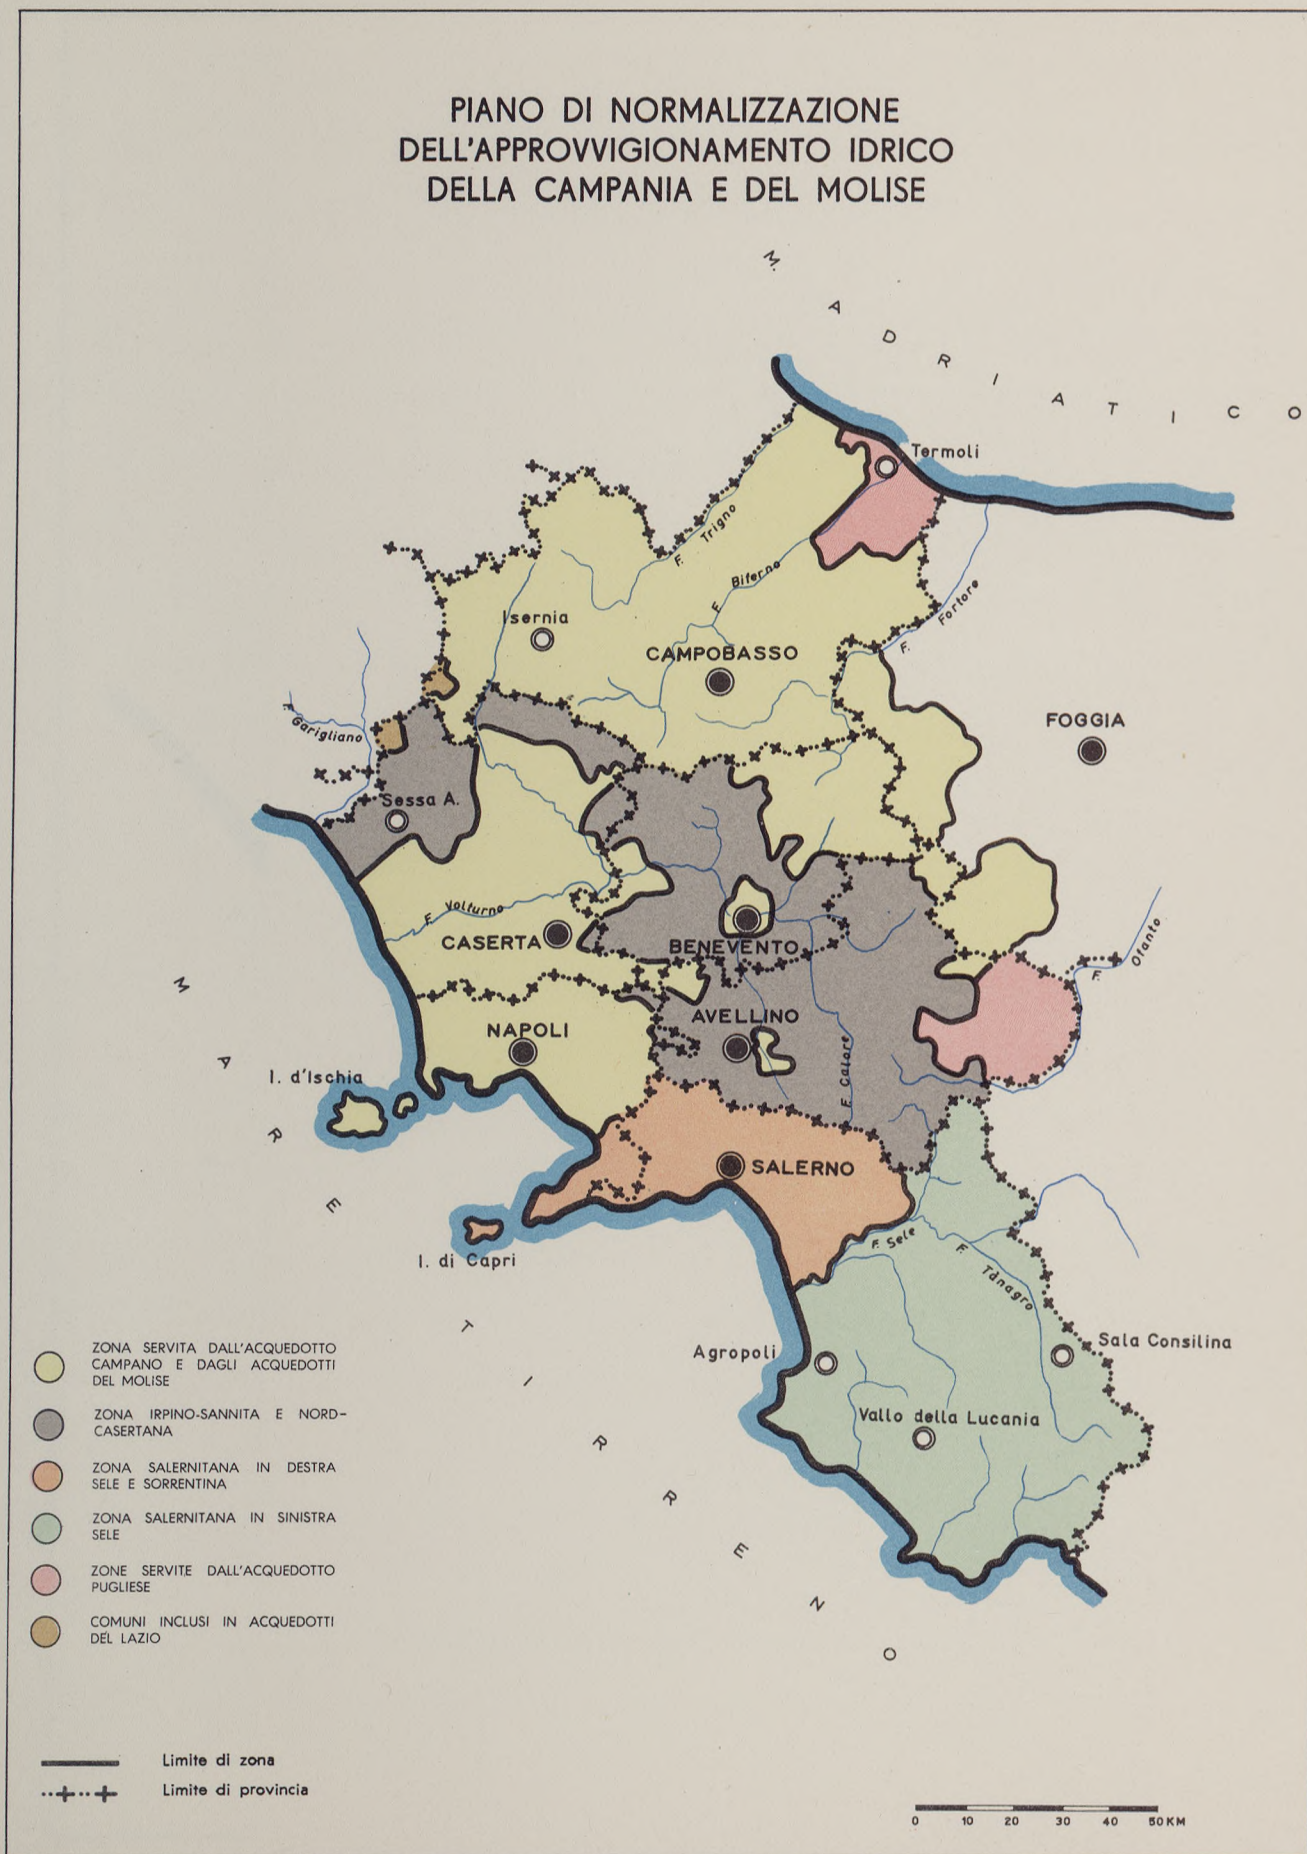 PIANO DI NORMALIZZAZIONE
DELL'APPROVVIGIONAMENTO IDRICO
DELLA CAMPANIA E DEL MOLISE
M. ADRIATICO
Termoli
F. Trigno
F. Biferno
F. Fortore
Isernia
CAMPOBASSO
FOGGIA
F. Garigliano
Sessa A.
F. Volturno
CASERTA
BENEVENTO
F. Ofanto
NAPOLI
AVELLINO
F. Calore
I. d'Ischia
MARE TIRRENO
SALERNO
I. di Capri
F. Sele
F. Tanagro
Agropoli
Sala Consilina
Vallo della Lucania
ZONA SERVITA DALL'ACQUEDOTTO
CAMPANO E DAGLI ACQUEDOTTI
DEL MOLISE
ZONA IRPINO-SANNITA E NORD-
CASERTANA
ZONA SALERNITANA IN DESTRA
SELE E SORRENTINA
ZONA SALERNITANA IN SINISTRA
SELE
ZONE SERVITE DALL'ACQUEDOTTO
PUGLIESE
COMUNI INCLUSI IN ACQUEDOTTI
DEL LAZIO
Limite di zona
Limite di provincia
0 10 20 30 40 50 KM